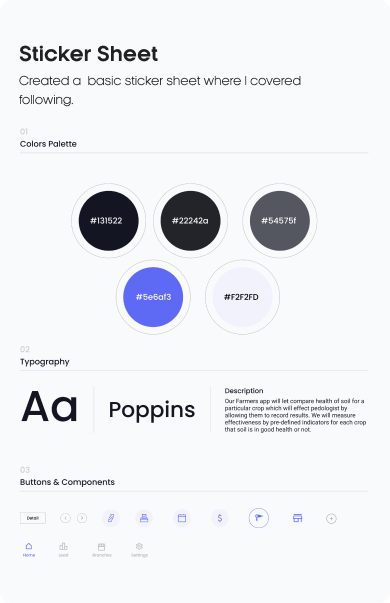 Sticker Sheet
Created a basic sticker sheet where I covered
following.
01
Colors Palette
#131522
#22242a
#54575f
#5e6af3
#F2F2FD
02
Typography
Aa
Poppins
Description
Our Farmers app will let compare health of soil for a
particular crop which will effect pedologist by
allowing them to record results. We will measure
effectiveness by pre-defined indicators for each crop
that soil is in good health or not.
03
Buttons & Components
Detail
$
Home
Branches
Settings